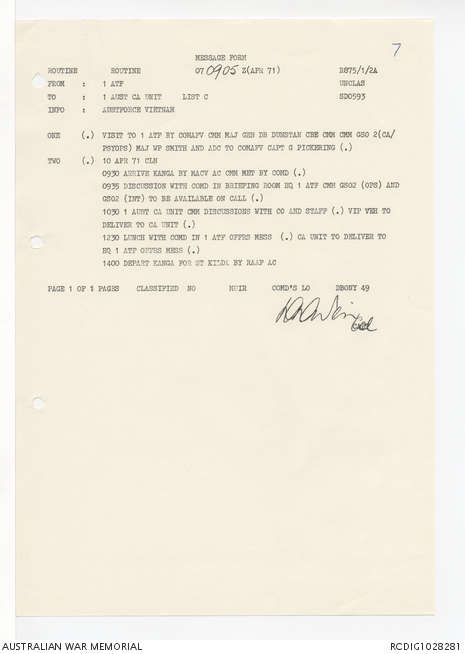 7
MESSAGE FORM
ROUTINE ROUTINE 070905Z(APR 71) R875/1/2A
FROM : 1 ATF UNCLAS
TO : 1 AUST CA UNIT LIST C SD0593
INFO : AUSTFORCE VIETNAM
ONE (.) VISIT TO 1 ATF BY COMAFV CMM MAJ GEN DB DUNSTAN CBE CMM CMM GSO 2(CA/
PSYOPS) MAJ WP SMITH AND ADC TO COMAFV CAPT G PICKERING (.)
TWO (.) 10 APR 71 CLN
0930 ARRIVE KANGA BY MACV AC CMM MET BY COMD (.)
0935 DISCUSSION WITH COMD IN BRIEFING ROOM HQ 1 ATF CMM GSO2 (OPS) AND
GSO2 (INT) TO BE AVAILABLE ON CALL (.)
1030 1 AUST CA UNIT CMM DISCUSSIONS WITH CO AND STAFF (.) VIP VEH TO
DELIVER TO CA UNIT (.)
1230 LUNCH WITH COMD IN 1 ATF OFFRS MESS (.) CA UNIT TO DELIVER TO
HQ 1 ATF OFFRS MESS (.)
1400 DEPART KANGA FOR ST KILDA BY RAAF AC
PAGE 1 OF 1 PAGES CLASSIFIED NO MUIR COMD'S LO EBONY 49
Col
AUSTRALIAN WAR MEMORIAL RCDIG1028281